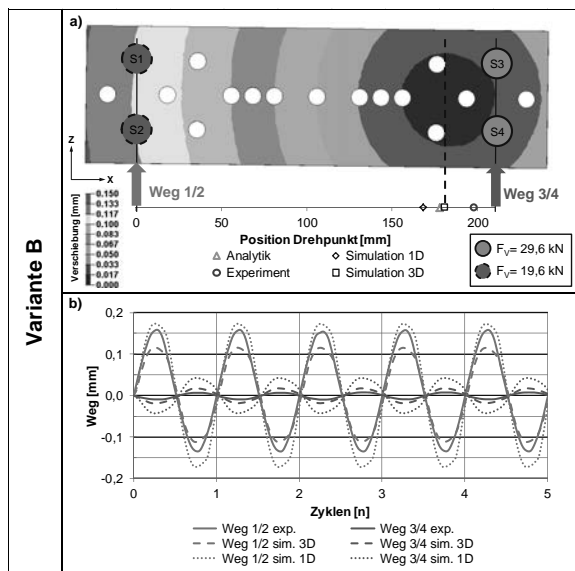 Variante B
a)
S1
S3
S2
S4
Z
X
Weg 1/2
Weg 3/4
Verschiebung [mm]
0.150
0.133
0.117
0.100
0.083
0.067
0.050
0.033
0.017
0.000
0
50
100
150
200
Position Drehpunkt [mm]
Analytik
Simulation 1D
Experiment
Simulation 3D
FV= 29,6 kN
FV= 19,6 kN
b)
0,2
0,1
0,0
-0,1
-0,2
Weg [mm]
0
1
2
3
4
5
Zyklen [n]
Weg 1/2 exp.
Weg 3/4 exp.
Weg 1/2 sim. 3D
Weg 3/4 sim. 3D
Weg 1/2 sim. 1D
Weg 3/4 sim. 1D